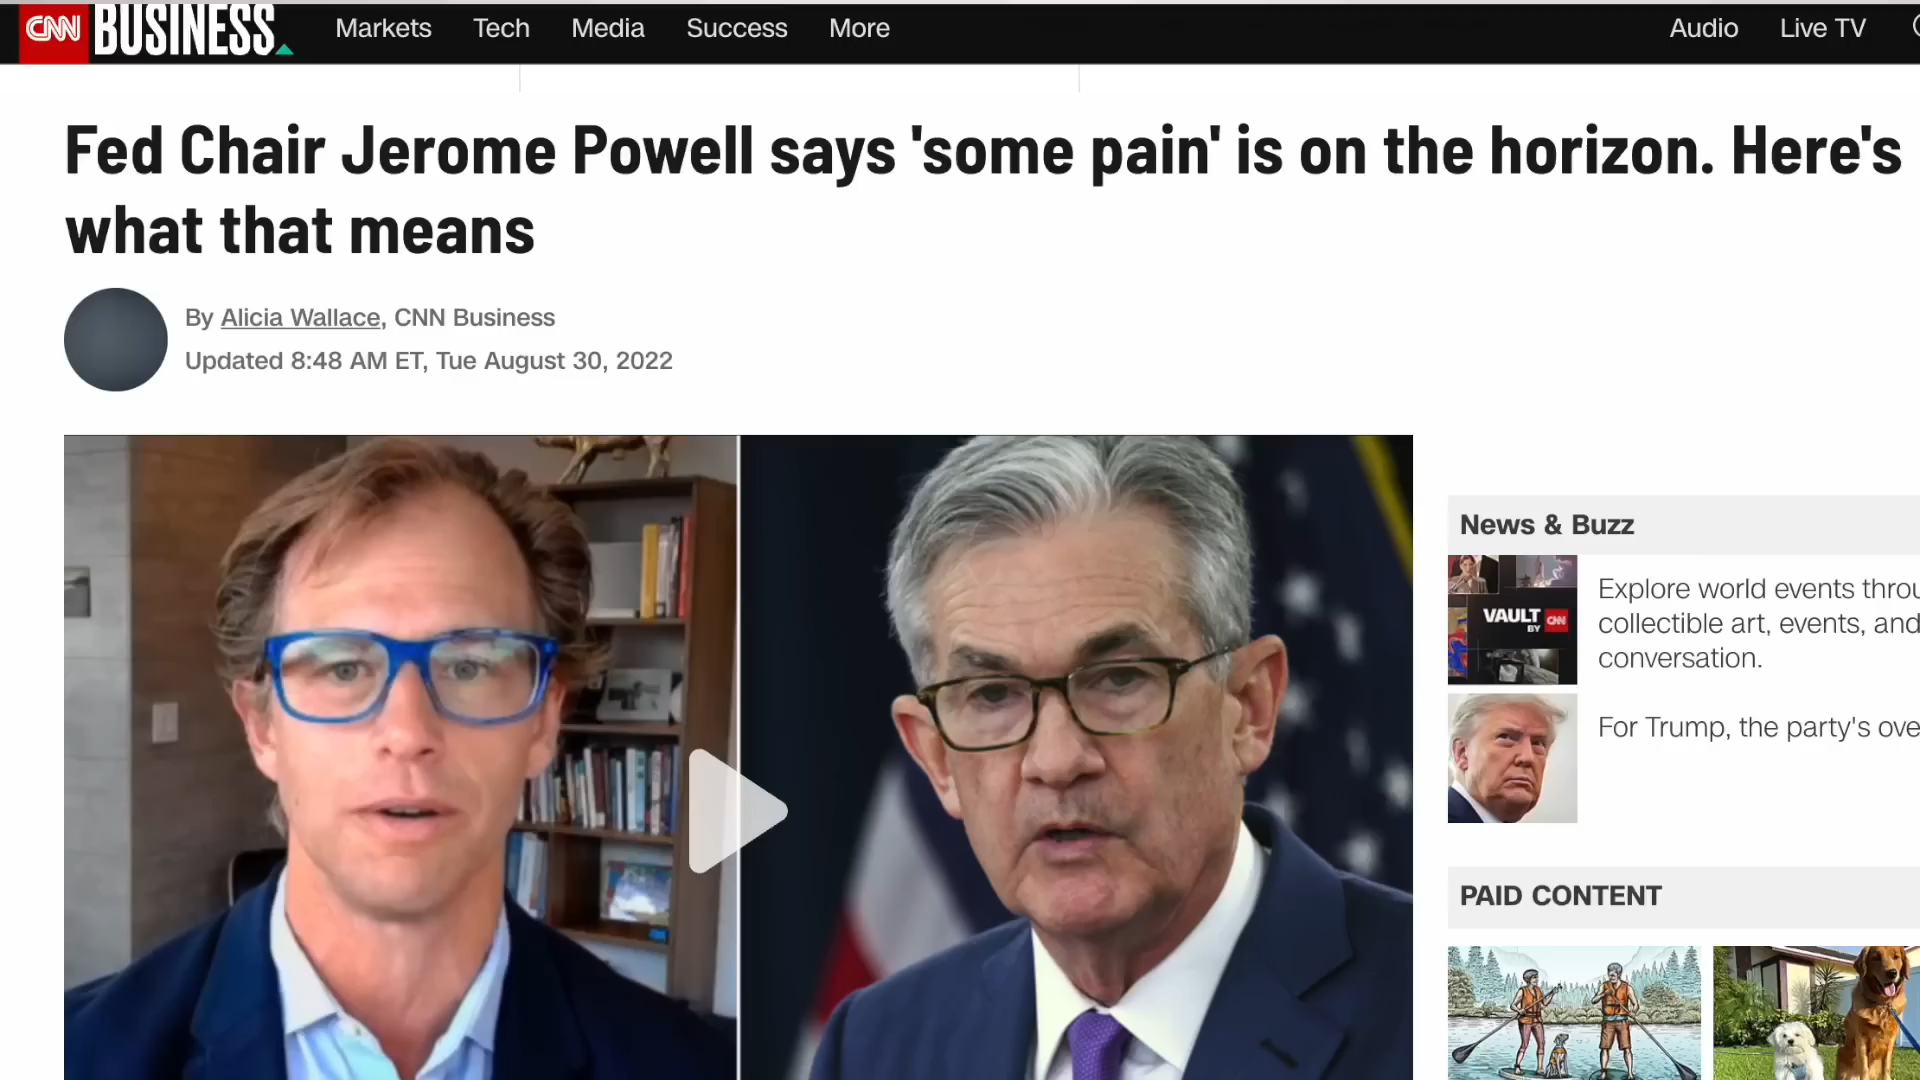 CNN BUSINESS Markets Tech Media Success More Audio Live TV
Fed Chair Jerome Powell says 'some pain' is on the horizon. Here's
what that means
By Alicia Wallace, CNN Business
Updated 8:48 AM ET, Tue August 30, 2022
News & Buzz
VAULT
BY CNN
Explore world events throu
collectible art, events, and
conversation.
For Trump, the party's ove
PAID CONTENT